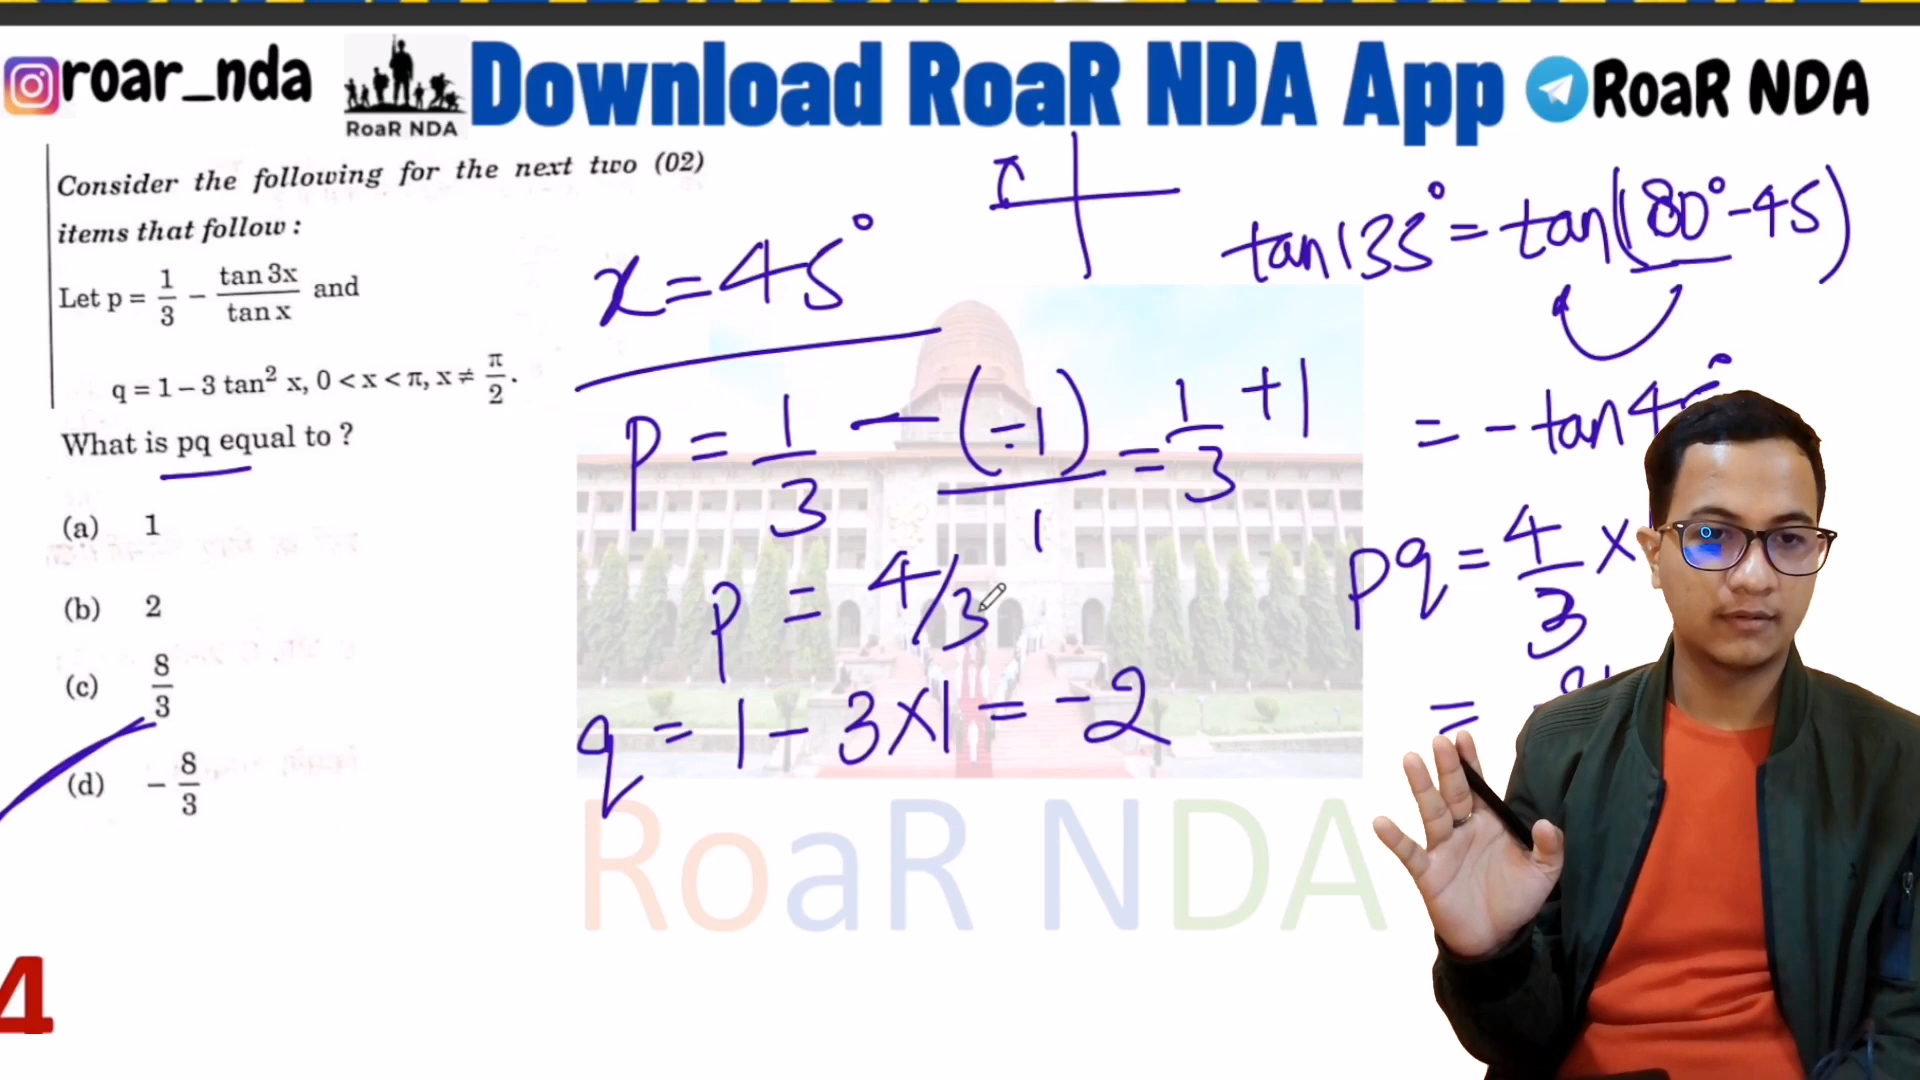 roar_nda
RoaR NDA
Download RoaR NDA App
RoaR NDA
Consider the following for the next two (02)
items that follow :
Let p = 1/3 - tan 3x / tan x and
q = 1 – 3 tan² x, 0 < x < π, x ≠ π/2.
What is pq equal to ?
(a) 1
(b) 2
(c) 8/3
(d) - 8/3
x = 45°
p = 1/3 - (-1)/1 = 1/3 + 1
p = 4/3
q = 1 - 3×1 = -2
tan 135° = tan(180° - 45)
= - tan 4
pq = 4/3 ×
=
RoaR NDA
4